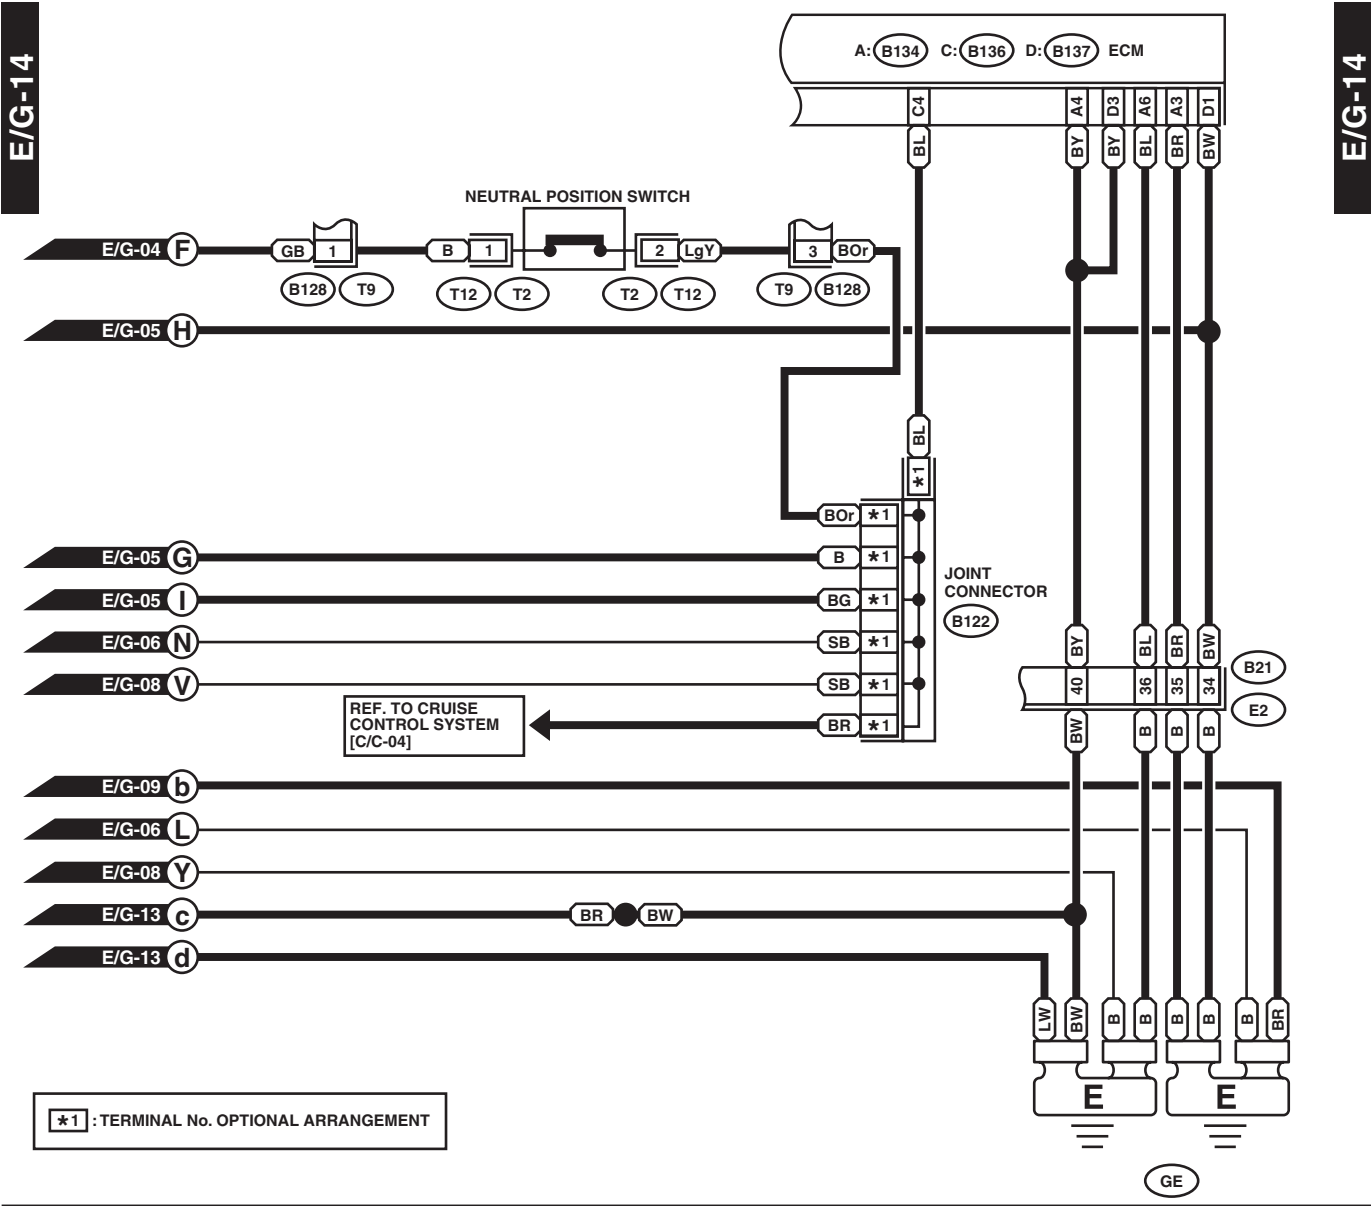 E/G-14
E/G-14
A: B134 C: B136 D: B137 ECM
C4 A4 D3 A6 A3 D1
BL BY BY BL BR BW
NEUTRAL POSITION SWITCH
E/G-04 F GB 1 B 1 2 LgY 3 BOr
B128 T9 T12 T2 T2 T12 T9 B128
E/G-05 H
BL
*1
BOr *1
E/G-05 G B *1
JOINT
CONNECTOR
B122
E/G-05 I BG *1
E/G-06 N SB *1
BY BL BR BW
B21
E/G-08 V SB *1
40 36 35 34
E2
REF. TO CRUISE
CONTROL SYSTEM
[C/C-04]
BR *1
BW B B B
E/G-09 b
E/G-06 L
E/G-08 Y
E/G-13 c BR BW
E/G-13 d
LW BW B B B B B BR
E E
*1 : TERMINAL No. OPTIONAL ARRANGEMENT
GE